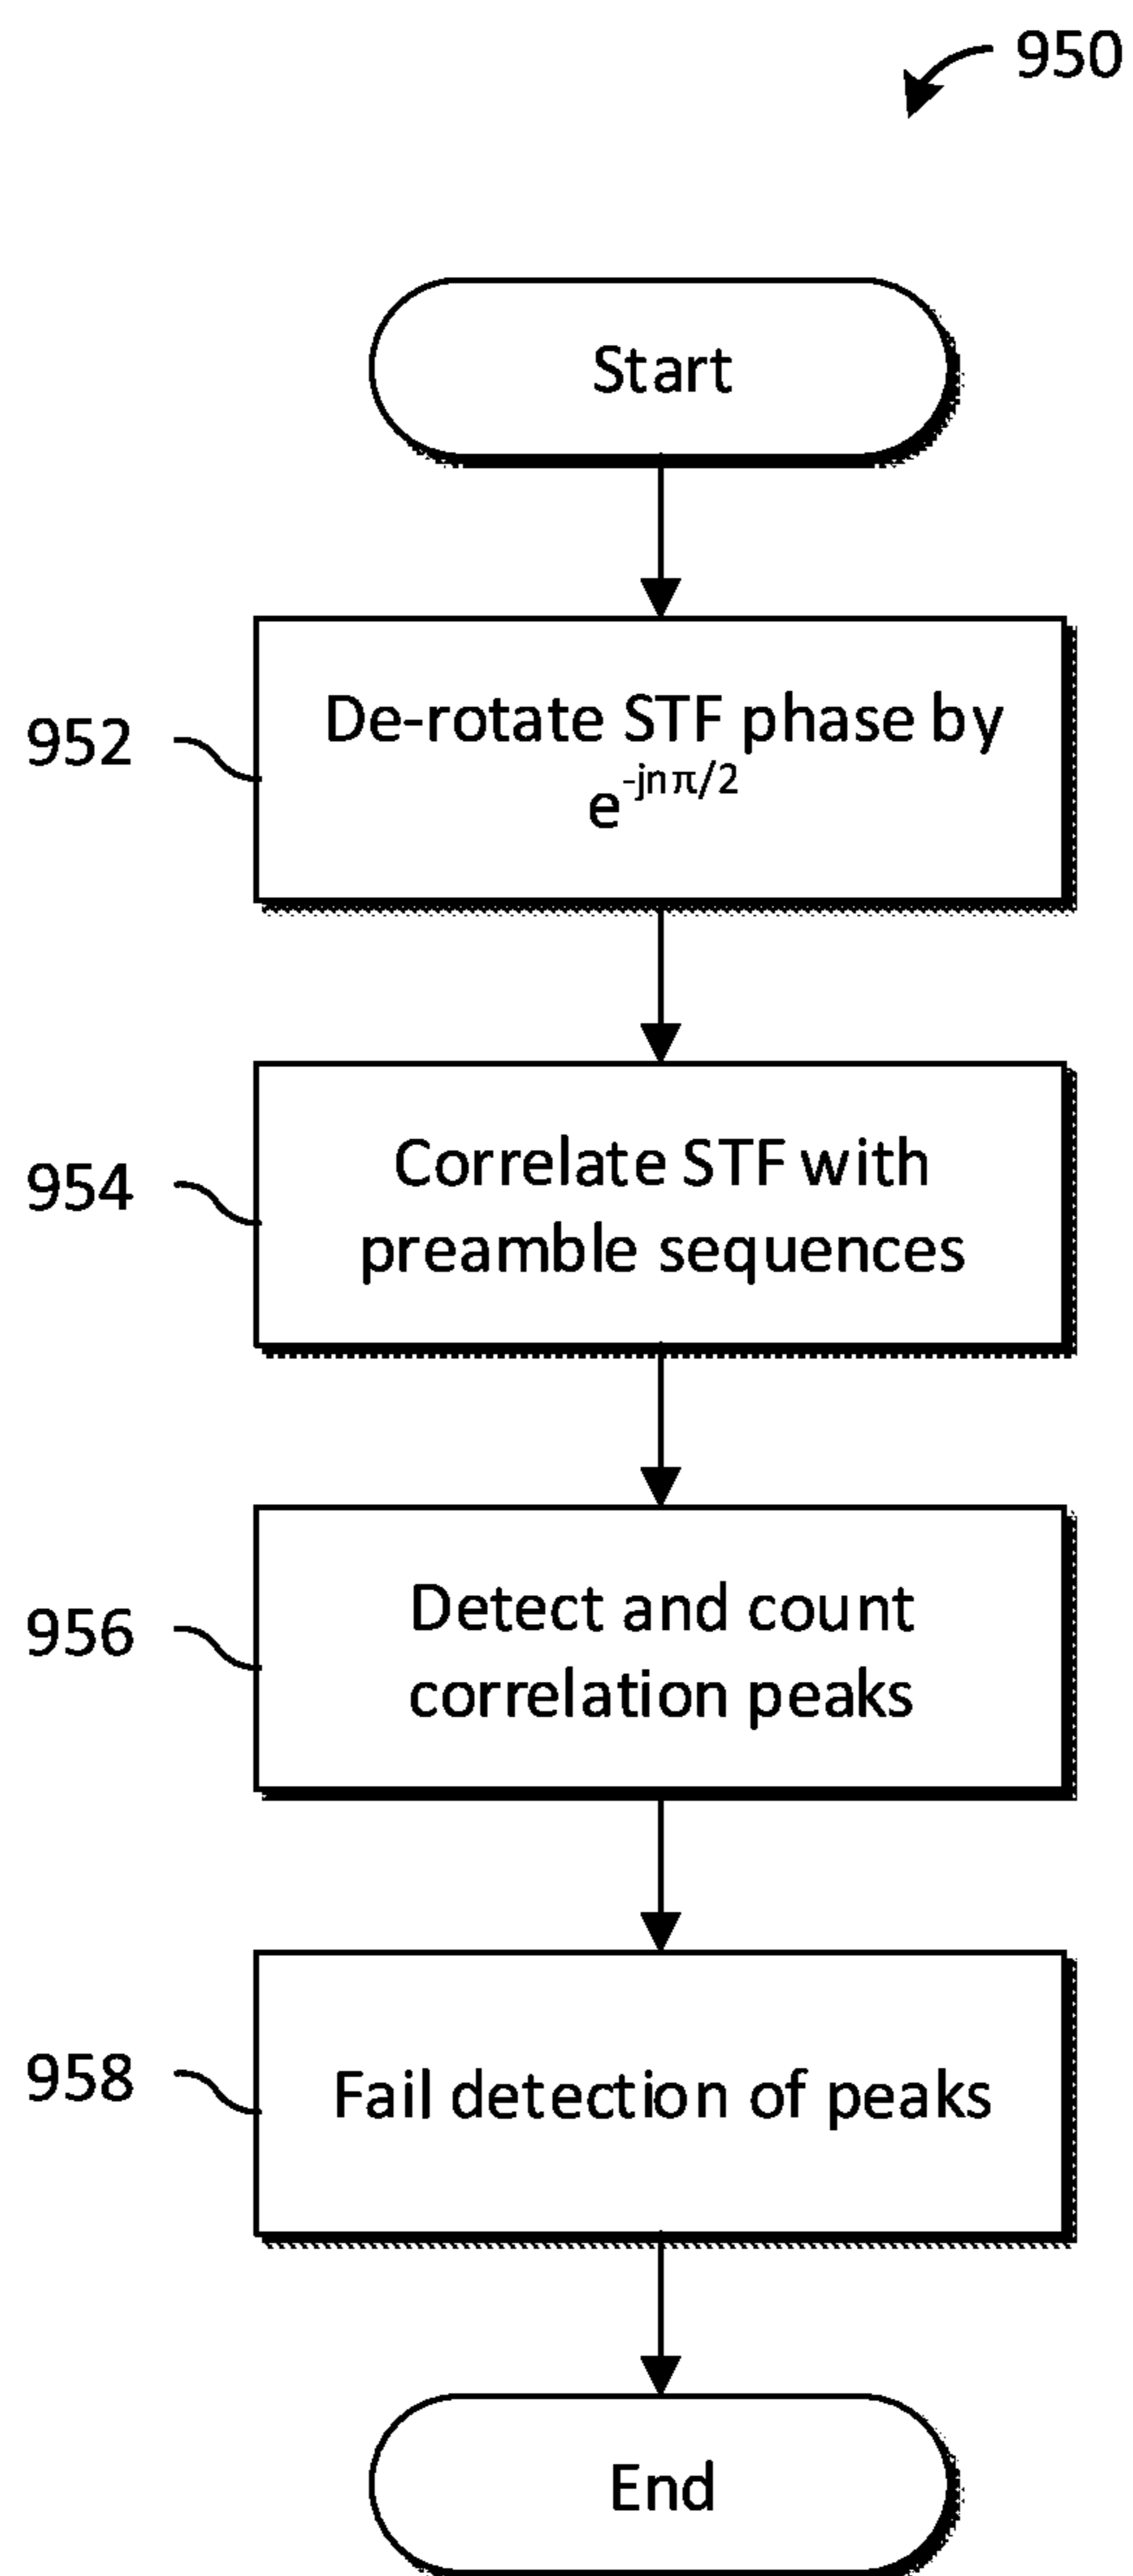 950
Start
952
De-rotate STF phase by
e^-jnπ/2
954
Correlate STF with
preamble sequences
956
Detect and count
correlation peaks
958
Fail detection of peaks
End